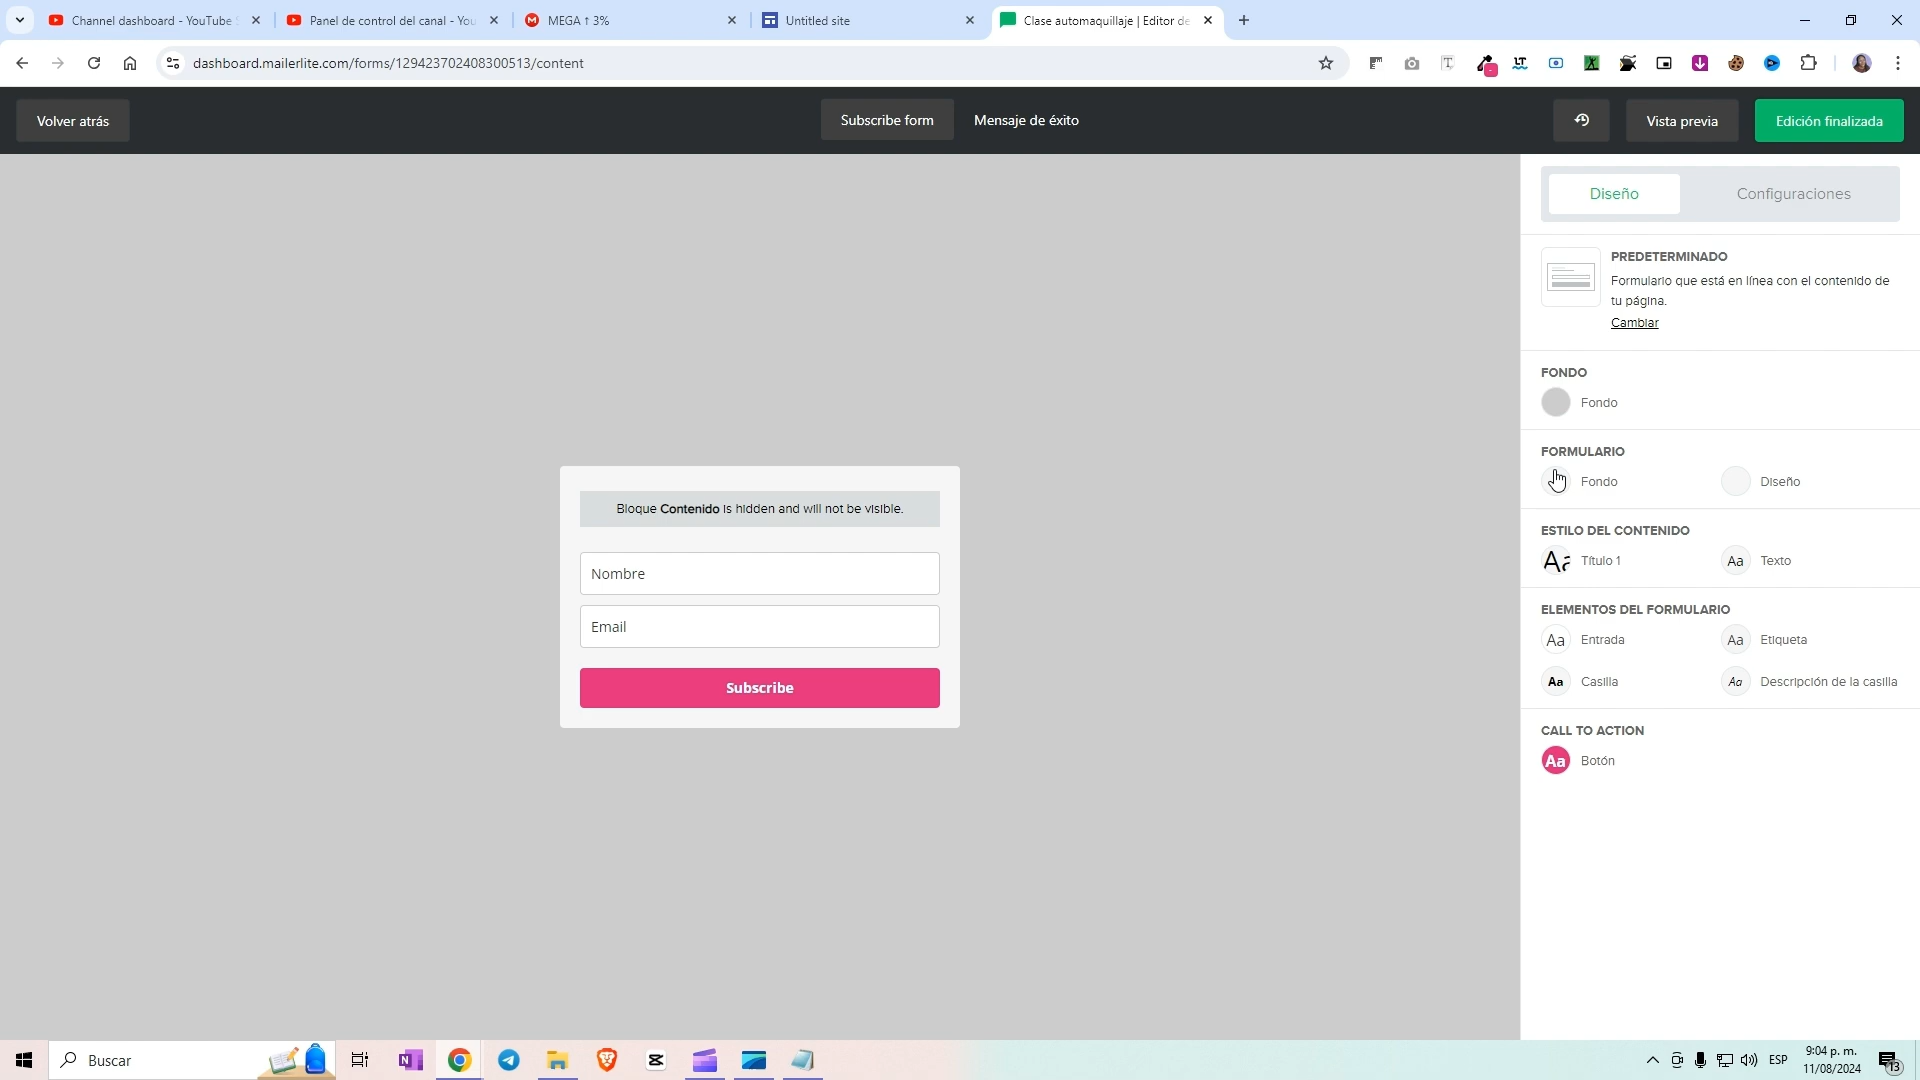 Channel dashboard - YouTube
Panel de control del canal - You
MEGA ↑ 3%
Untitled site
Clase automaquillaje | Editor de
dashboard.mailerlite.com/forms/129423702408300513/content
Volver atrás
Subscribe form
Mensaje de éxito
Vista previa
Edición finalizada
Diseño
Configuraciones
PREDETERMINADO
Formulario que está en línea con el contenido de
tu página.
Cambiar
FONDO
Fondo
FORMULARIO
Fondo
Diseño
ESTILO DEL CONTENIDO
Aa Título 1
Aa Texto
ELEMENTOS DEL FORMULARIO
Aa Entrada
Aa Etiqueta
Aa Casilla
Aa Descripción de la casilla
CALL TO ACTION
Aa Botón
Bloque Contenido is hidden and will not be visible.
Nombre
Email
Subscribe
Buscar
ESP
9:04 p. m.
11/08/2024
13